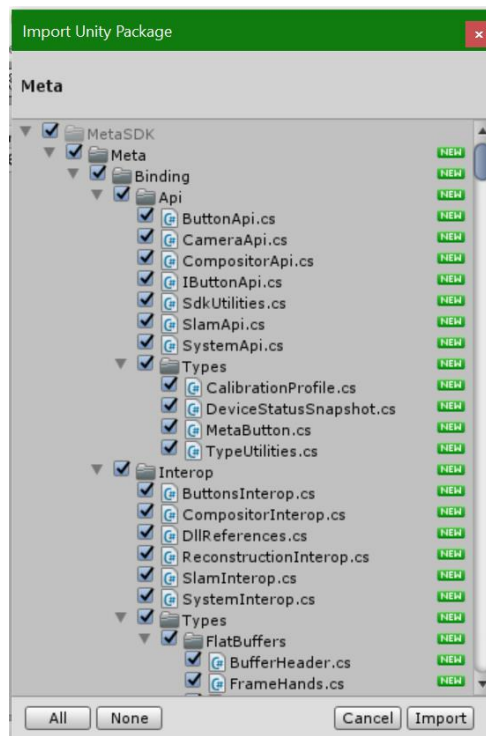 Import Unity Package
Meta
MetaSDK
Meta NEW
Binding NEW
Api NEW
ButtonApi.cs NEW
CameraApi.cs NEW
CompositorApi.cs NEW
IButtonApi.cs NEW
SdkUtilities.cs NEW
SlamApi.cs NEW
SystemApi.cs NEW
Types NEW
CalibrationProfile.cs NEW
DeviceStatusSnapshot.cs NEW
MetaButton.cs NEW
TypeUtilities.cs NEW
Interop NEW
ButtonsInterop.cs NEW
CompositorInterop.cs NEW
DllReferences.cs NEW
ReconstructionInterop.cs NEW
SlamInterop.cs NEW
SystemInterop.cs NEW
Types NEW
FlatBuffers NEW
BufferHeader.cs NEW
FrameHands.cs NEW
All None Cancel Import